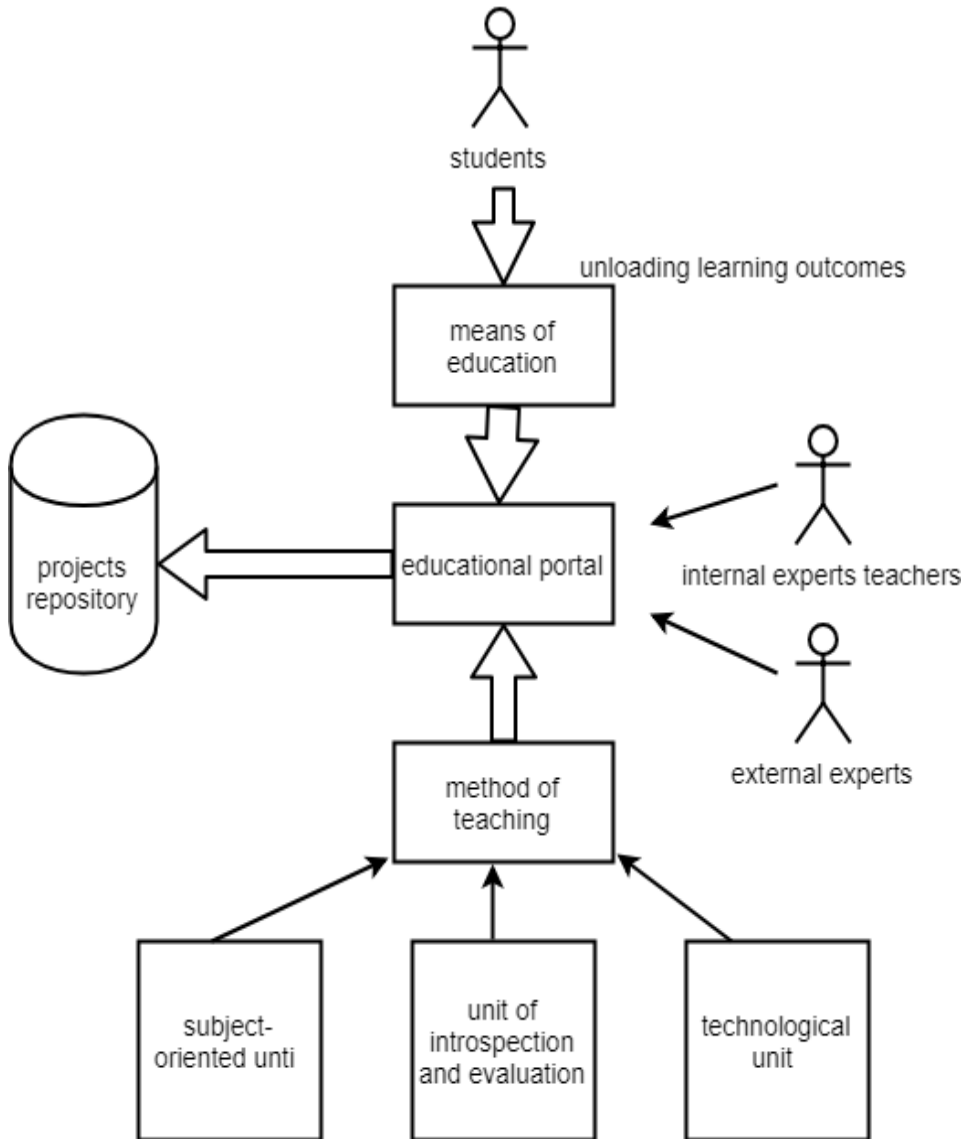 students
unloading learning outcomes
means of
education
projects
repository
educational portal
internal experts teachers
external experts
method of
teaching
subject-
oriented unti
unit of
introspection
and evaluation
technological
unit